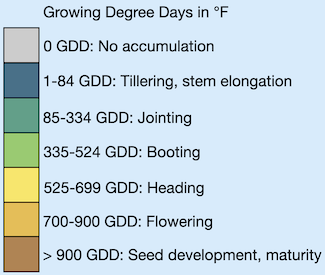 Growing Degree Days in °F
0 GDD: No accumulation
1-84 GDD: Tillering, stem elongation
85-334 GDD: Jointing
335-524 GDD: Booting
525-699 GDD: Heading
700-900 GDD: Flowering
> 900 GDD: Seed development, maturity